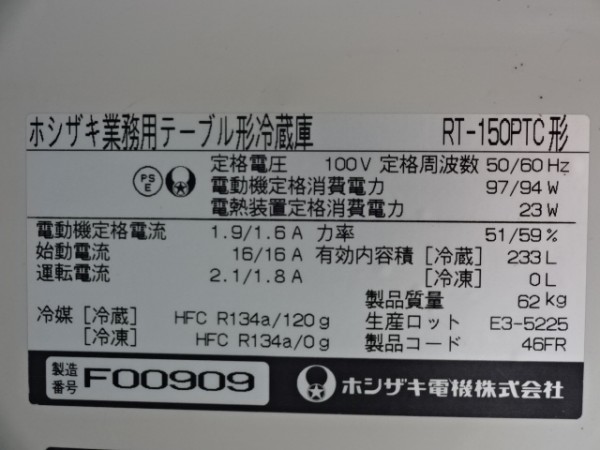 ホシザキ業務用テーブル形冷蔵庫 RT-150PTC形
PS E 定格電圧 100V 定格周波数 50/60 Hz
電動機定格消費電力 97/94 W
電熱装置定格消費電力 23 W
電動機定格電流 1.9/1.6 A 力率 51/59%
始動電流 16/16 A 有効内容積 [冷蔵] 233L
運転電流 2.1/1.8 A [冷凍] 0L
製品質量 62kg
冷媒 [冷蔵] HFC R134a/120g 生産ロット E3-5225
[冷凍] HFC R134a/0g 製品コード 46FR
製造番号 F00909 ホシザキ電機株式会社